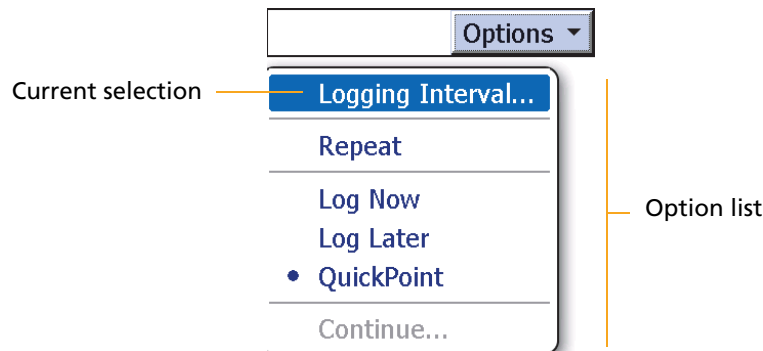 Options
Current selection
Logging Interval...
Repeat
Log Now
Log Later
QuickPoint
Continue...
Option list